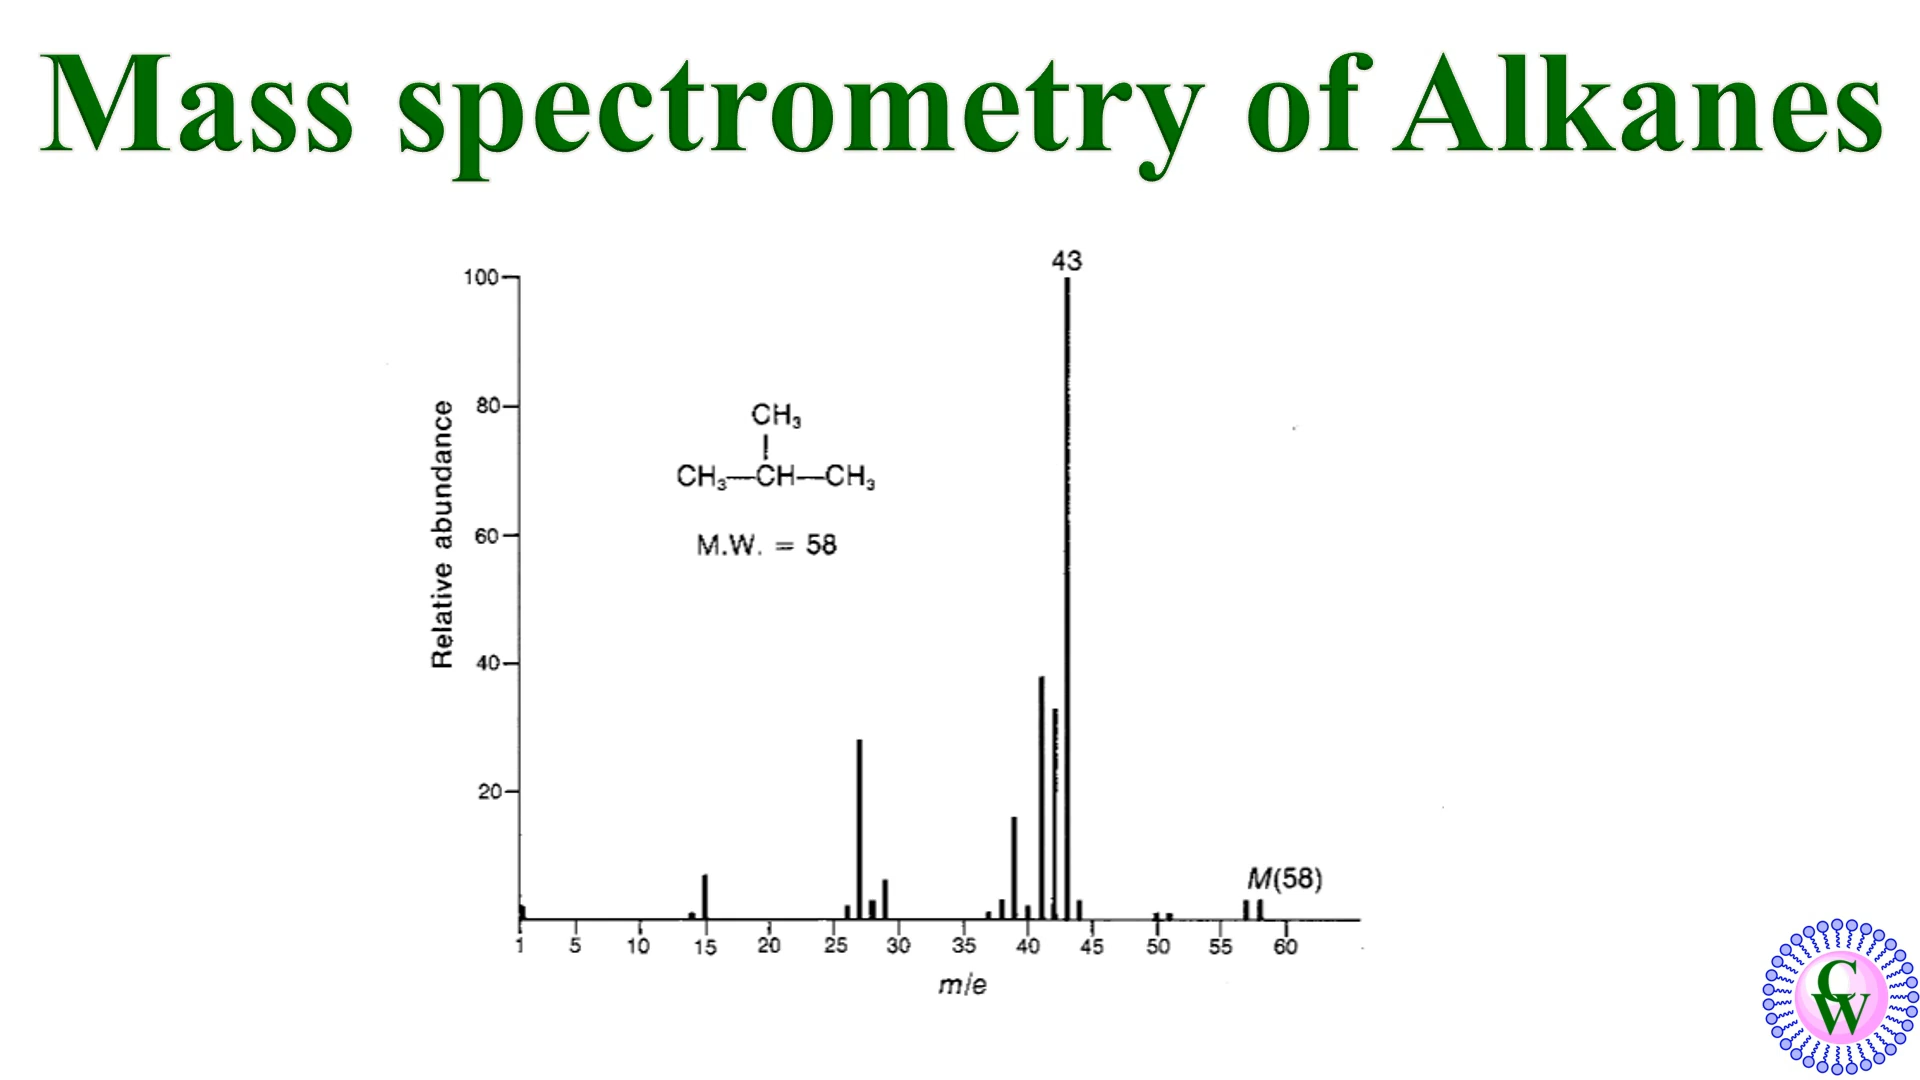 Mass spectrometry of Alkanes
43
100
80
60
40
20
Relative abundance
CH₃
CH₃—CH—CH₃
M.W. = 58
M(58)
1 5 10 15 20 25 30 35 40 45 50 55 60
m/e
CW